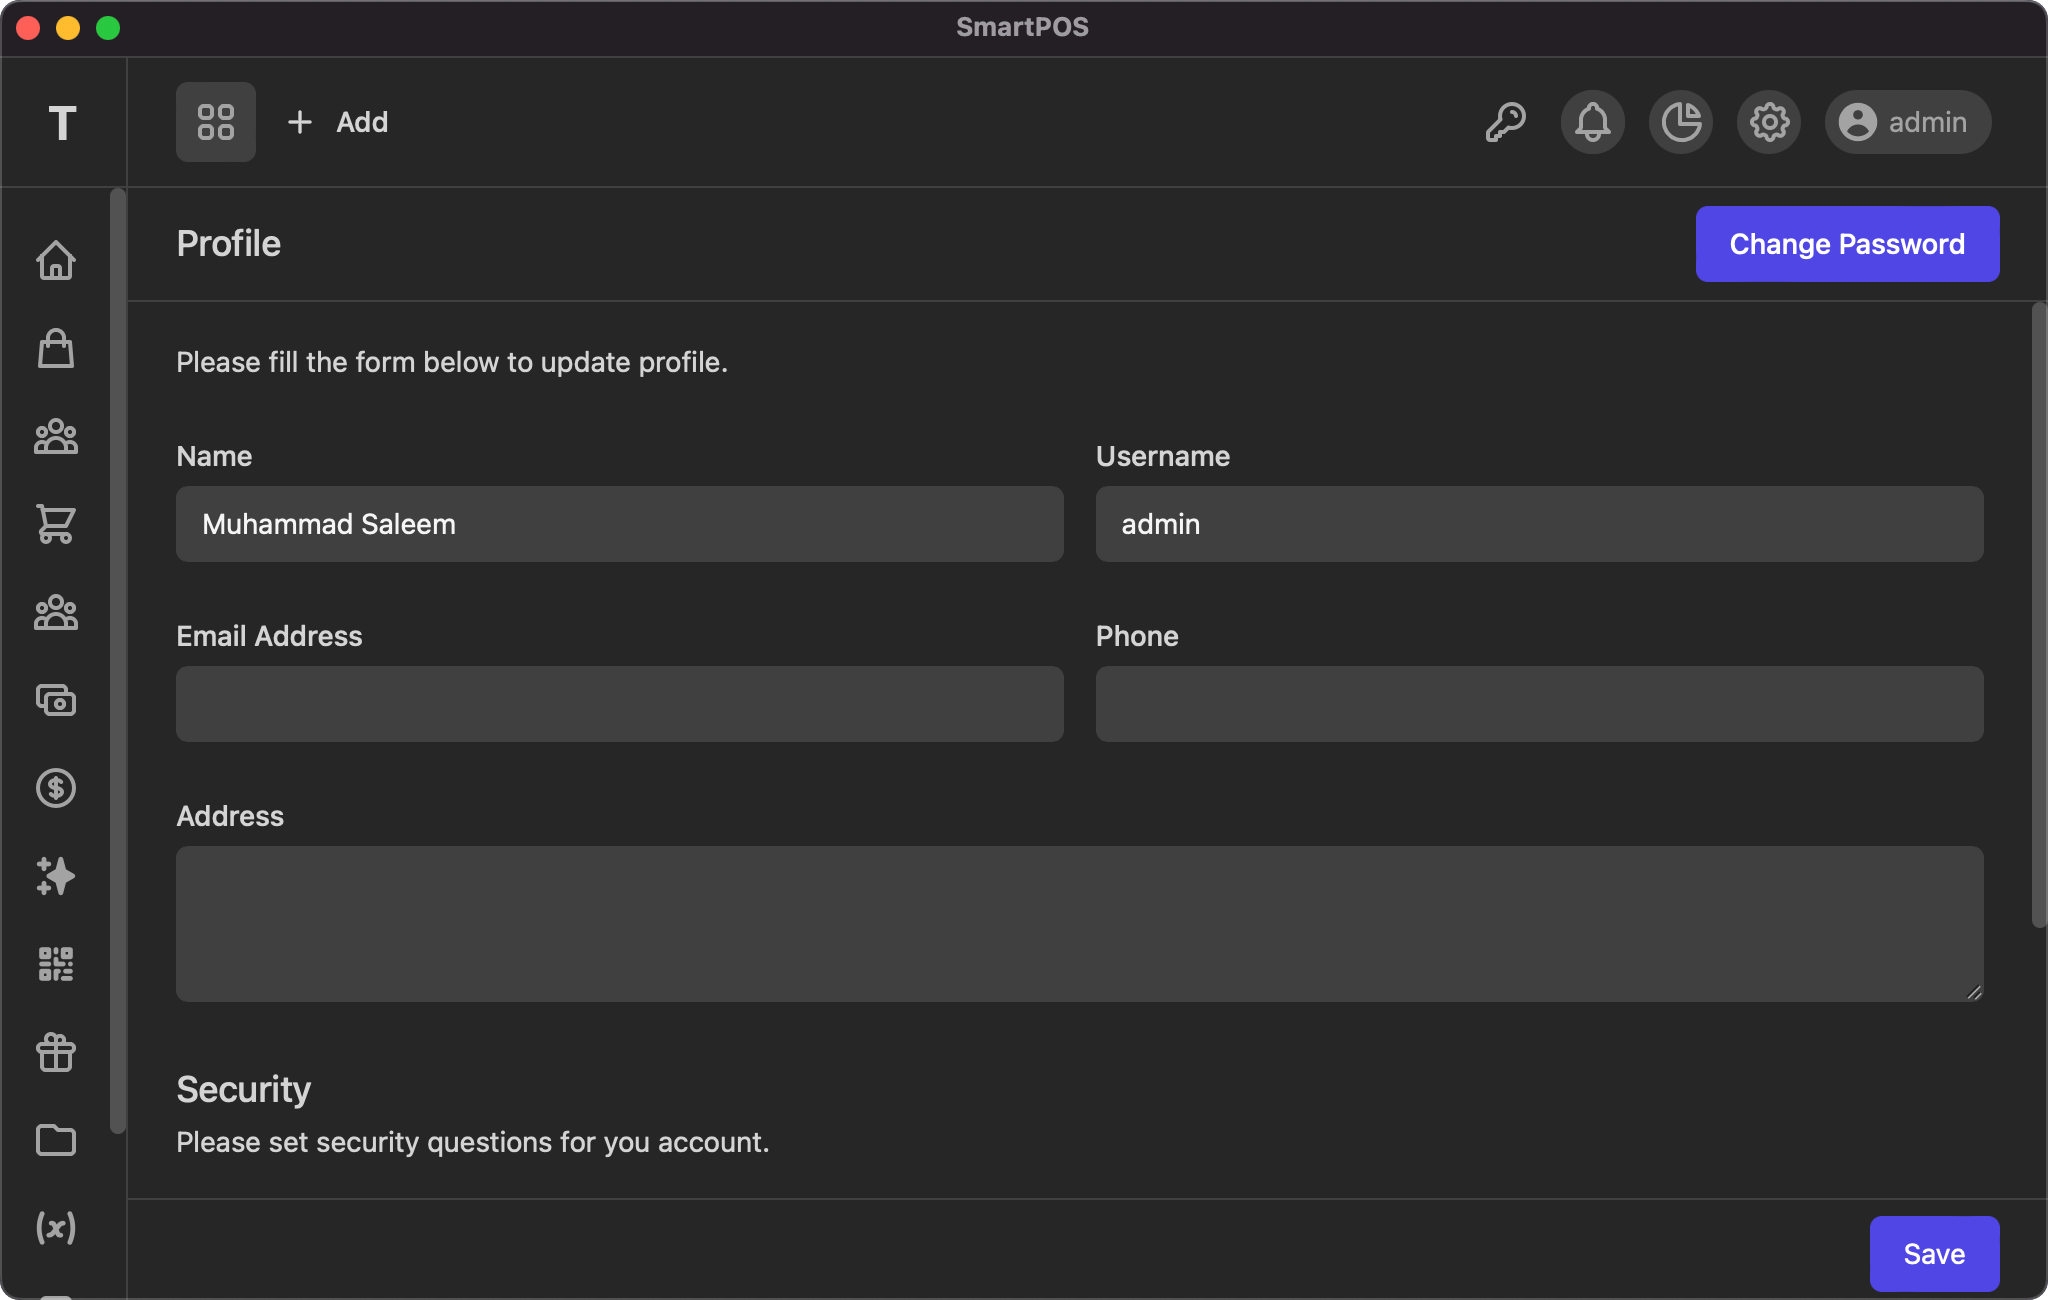 SmartPOS
T
Add
admin
Profile
Change Password
Please fill the form below to update profile.
Name
Username
Muhammad Saleem
admin
Email Address
Phone
Address
Security
Please set security questions for you account.
(x)
Save